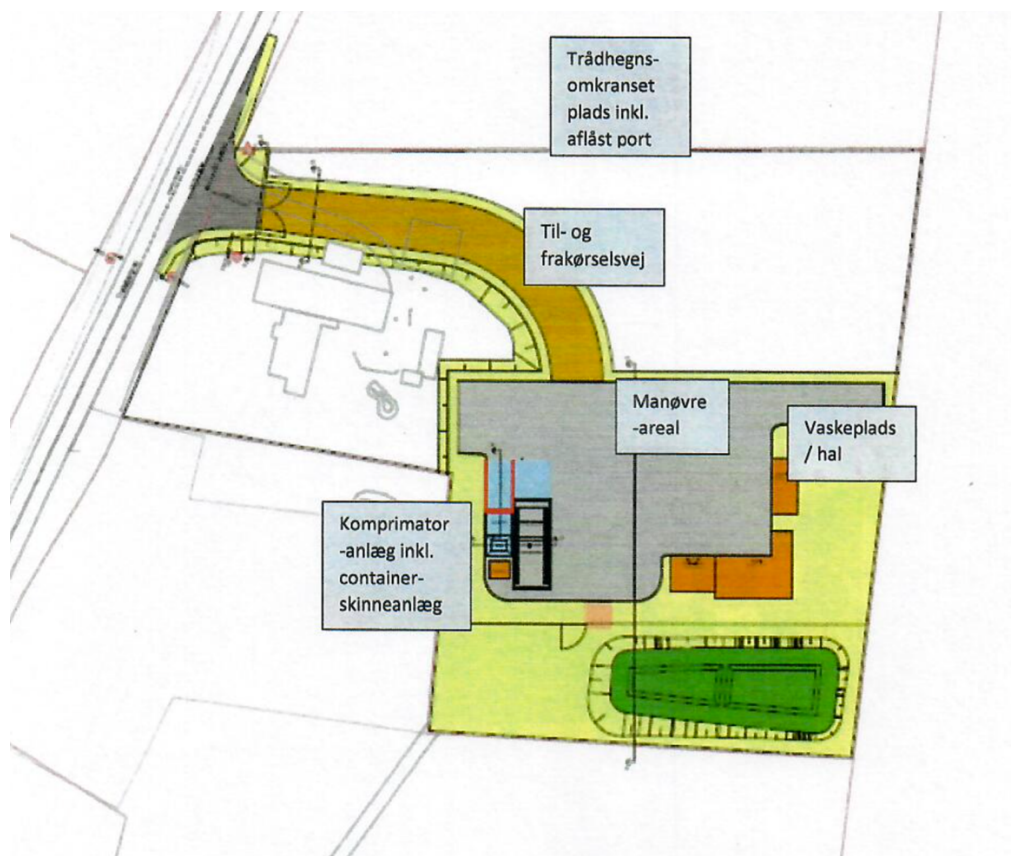 Trådhegns-
omkranset
plads inkl.
aflåst port
Til- og
frakørselsvej
Manøvre
-areal
Vaskeplads
/ hal
Komprimator
-anlæg inkl.
container-
skinneanlæg